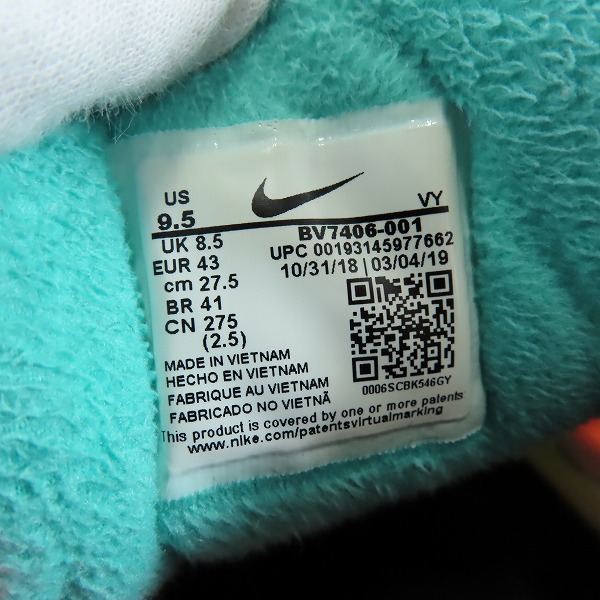 US
9.5
VY
UK 8.5
BV7406-001
EUR 43
UPC 00193145977662
cm 27.5
10/31/18 | 03/04/19
BR 41
CN 275
(2.5)
MADE IN VIETNAM
HECHO EN VIETNAM
FABRIQUE AU VIETNAM
FABRICADO NO VIETNÃ
0006SCBK546GY
This product is covered by one or more patents
www.nike.com/patentsvirtualmarking